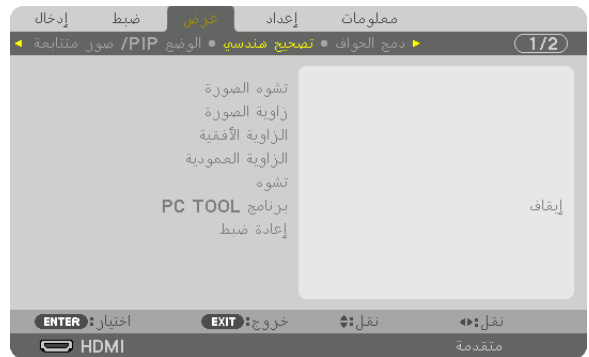 إدخال ضبط عرض إعداد معلومات
الوضع PIP/ صور متتابعة • تصحيح هندسي • دمج الحواف 1/2
تشوه الصورة
زاوية الصورة
الزاوية الأفقية
الزاوية العمودية
تشوه
برنامج PC TOOL إيقاف
إعادة ضبط
ENTER :اختيار EXIT :خروج نقل: نقل:
HDMI متقدمة